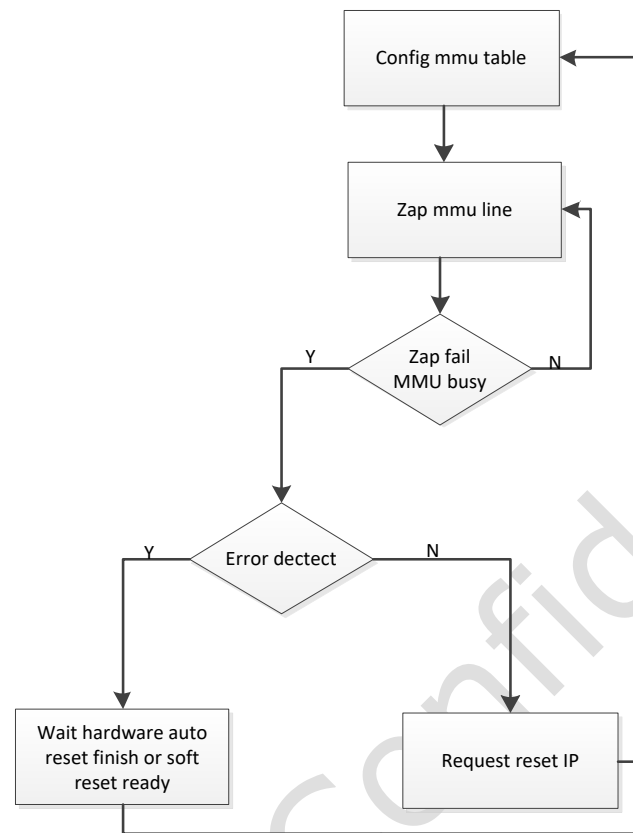 Config mmu table
Zap mmu line
Zap fail
MMU busy
Y
N
Error dectect
Y
N
Wait hardware auto
reset finish or soft
reset ready
Request reset IP
Confid